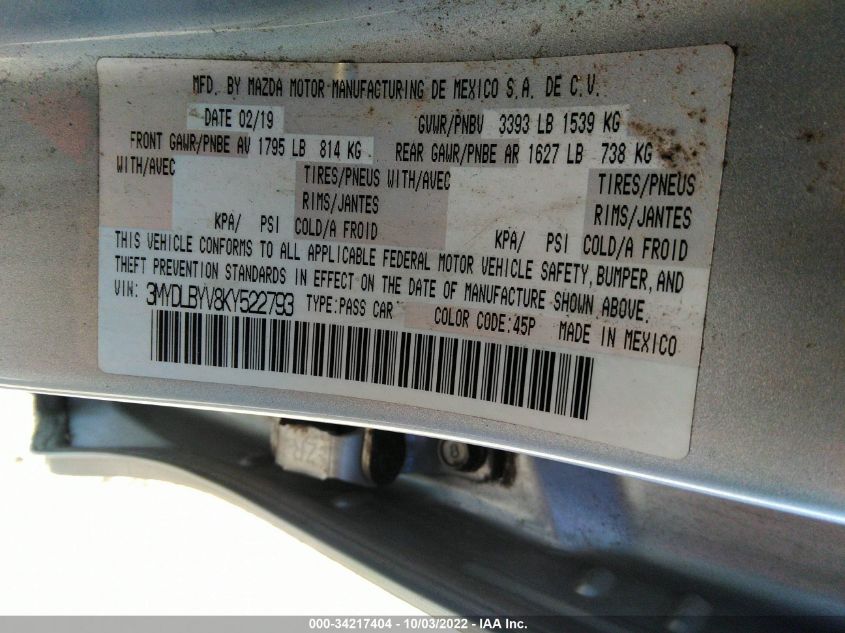 MFD. BY MAZDA MOTOR MANUFACTURING DE MEXICO S.A. DE C.V.
DATE 02/19 GVWR/PNBV 3393 LB 1539 KG
FRONT GAWR/PNBE AV 1795 LB 814 KG REAR GAWR/PNBE AR 1627 LB 738 KG
WITH/AVEC TIRES/PNEUS WITH/AVEC TIRES/PNEUS
RIMS/JANTES RIMS/JANTES
KPA/ PSI COLD/A FROID KPA/ PSI COLD/A FROID
THIS VEHICLE CONFORMS TO ALL APPLICABLE FEDERAL MOTOR VEHICLE SAFETY, BUMPER, AND
THEFT PREVENTION STANDARDS IN EFFECT ON THE DATE OF MANUFACTURE SHOWN ABOVE.
VIN: 3MYDLBYV8KY522793 TYPE:PASS CAR COLOR CODE:45P MADE IN MEXICO
8
000-34217404 - 10/03/2022 - IAA Inc.